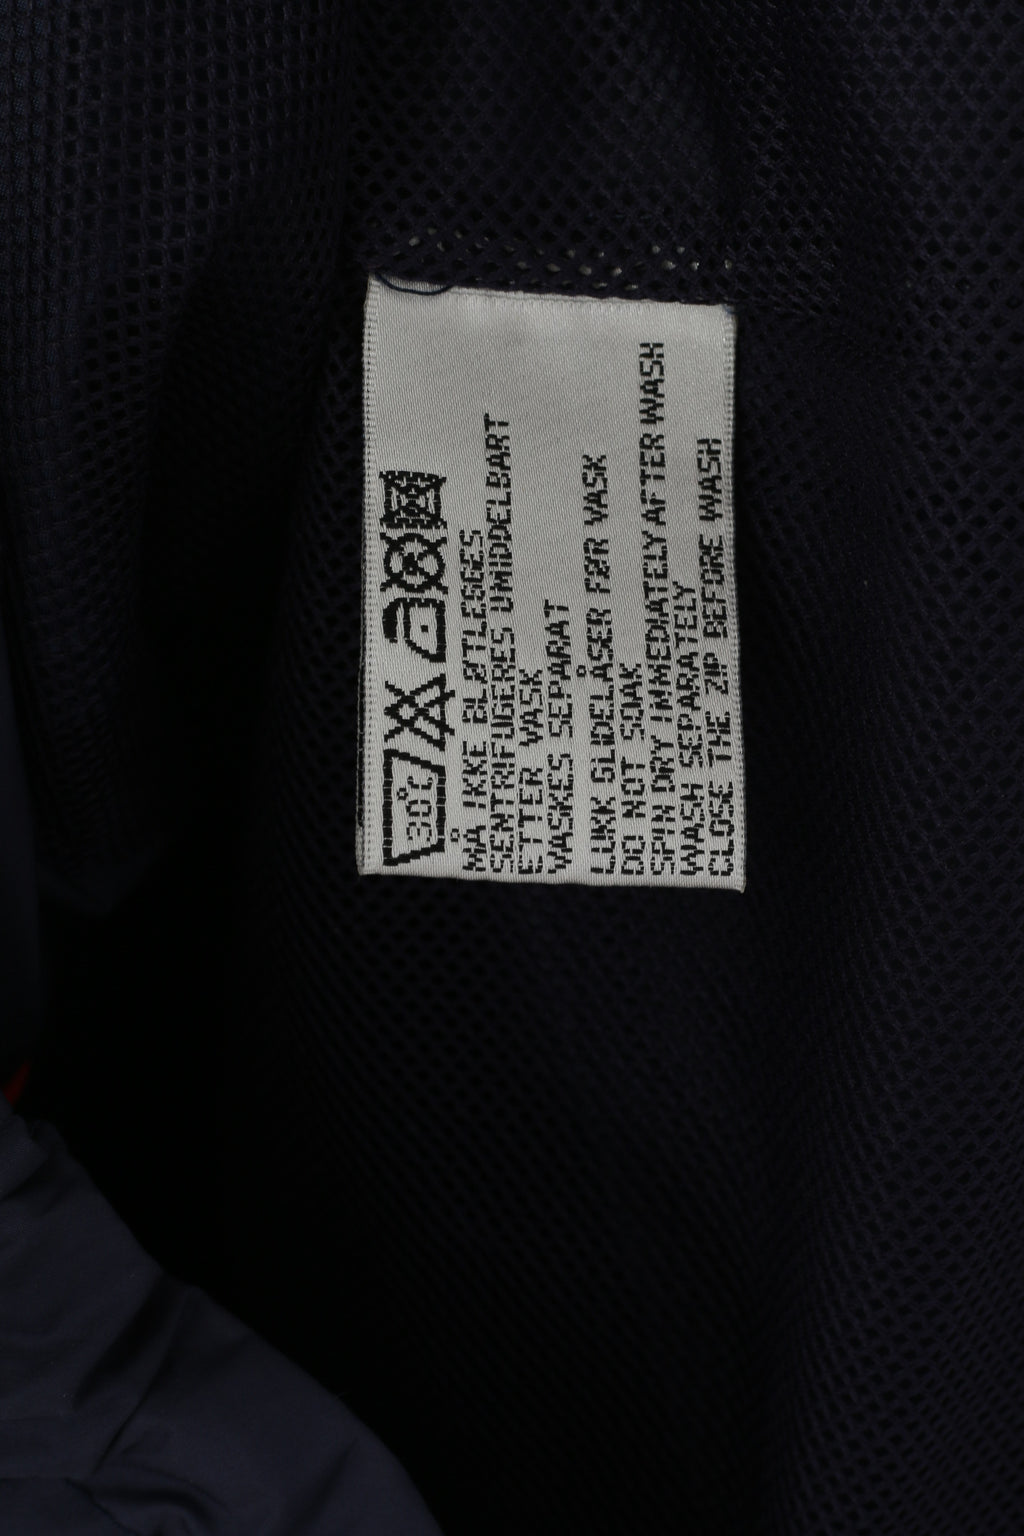 30°C
MÅ IKKE BLØTLEGGES
SENTRIFUGERES UMIDDELBART
ETTER VASK
VASKES SEPARAT
LUKK GLIDELÅSER FØR VASK
DO NOT SOAK
SPIN DRY IMMEDIATELY AFTER WASH
WASH SEPARATELY
CLOSE THE ZIP BEFORE WASH